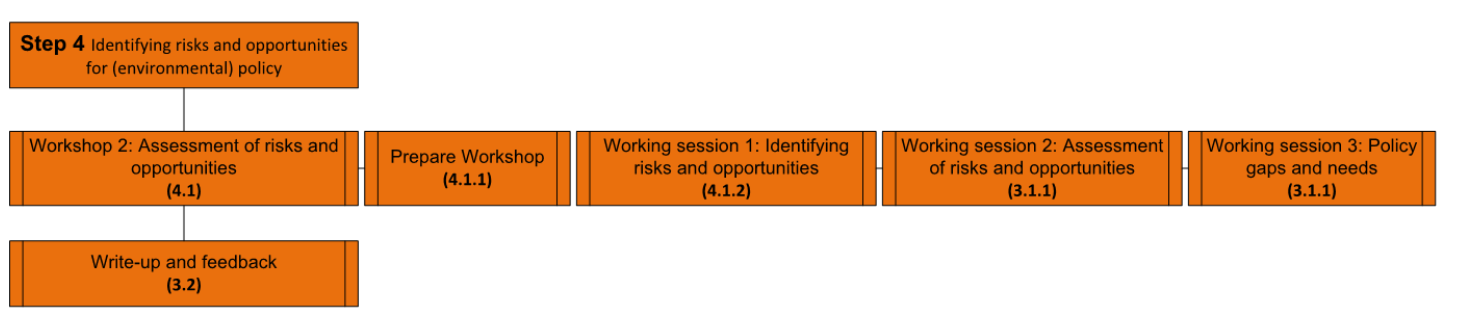 Step 4 Identifying risks and opportunities
for (environmental) policy
Workshop 2: Assessment of risks and
opportunities
(4.1)
Prepare Workshop
(4.1.1)
Working session 1: Identifying
risks and opportunities
(4.1.2)
Working session 2: Assessment
of risks and opportunities
(3.1.1)
Working session 3: Policy
gaps and needs
(3.1.1)
Write-up and feedback
(3.2)